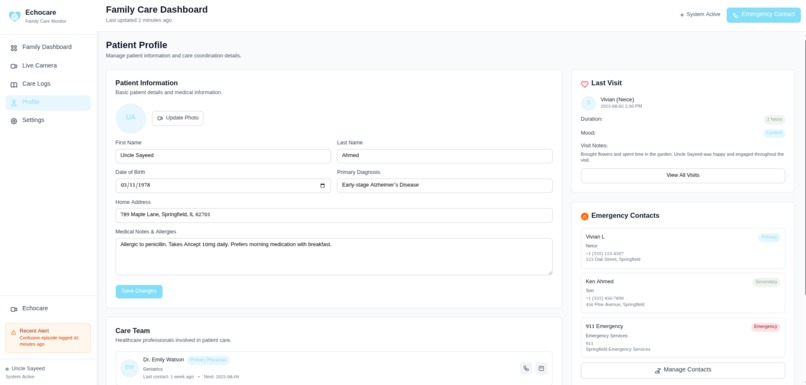 Echocare
Family Care Monitor
Family Dashboard
Live Camera
Care Logs
Profile
Settings
Echocare
Recent Alert
Confusion episode logged 10 minutes ago.
Uncle Sayeed
System Active
Family Care Dashboard
Last updated 2 minutes ago
System Active
Emergency Contact
Patient Profile
Manage patient information and care coordination details.
Patient Information
Basic patient details and medical information.
UA
Update Photo
First Name
Last Name
Uncle Sayeed
Ahmed
Date of Birth
Primary Diagnosis
03/11/1978
Early-stage Alzheimer's Disease
Home Address
789 Maple Lane, Springfield, IL 62701
Medical Notes & Allergies
Allergic to penicillin. Takes Aricept 10mg daily. Prefers morning medication with breakfast.
Save Changes
Care Team
Healthcare professionals involved in patient care.
EW
Dr. Emily Watson
Primary Physician
Geriatrics
Last contact: 1 week ago • Next: 2023-08-09
Last Visit
Vivian (Neice)
2:30 PM
Duration:
2 hours
Mood:
Content
Visit Notes:
Brought flowers and spent time in the garden. Uncle Sayeed was happy and engaged throughout the
visit.
View All Visits
Emergency Contacts
Vivian L
Primary
Neice
+1 (555) 123-4567
123 Oak Street, Springfield
Ken Ahmed
Secondary
Son
+1 (555) 456-7890
456 Pine Avenue, Springfield
911 Emergency
Emergency
Emergency Services
911
Springfield Emergency Services
Manage Contacts